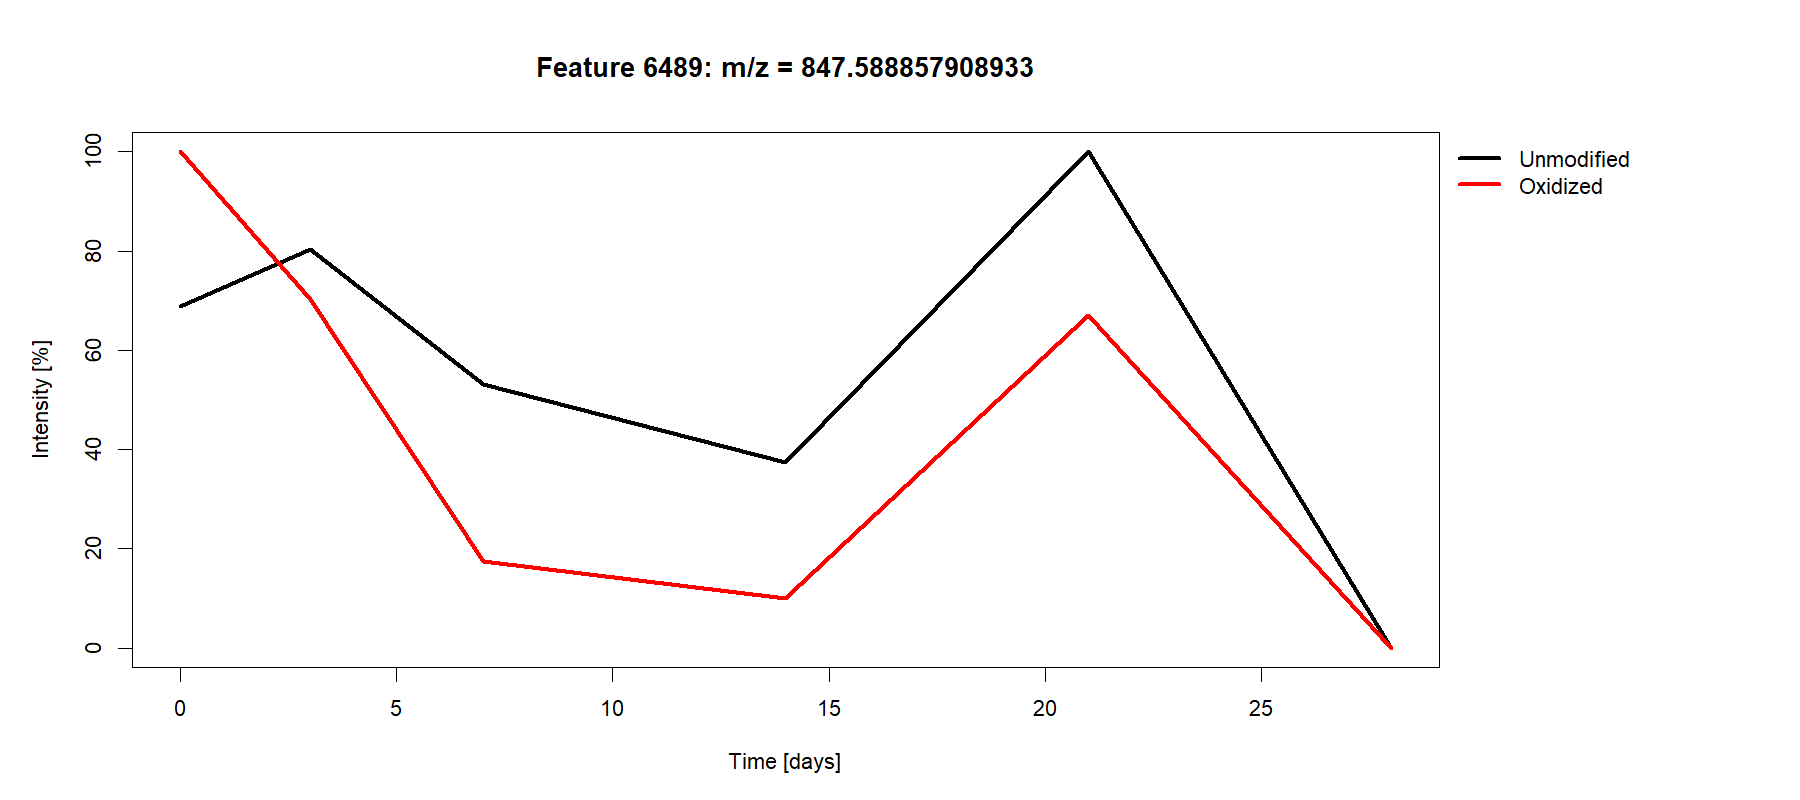 Feature 6489: m/z = 847.588857908933
Unmodified
Oxidized
Intensity [%]
100
80
60
40
20
0
0 5 10 15 20 25
Time [days]